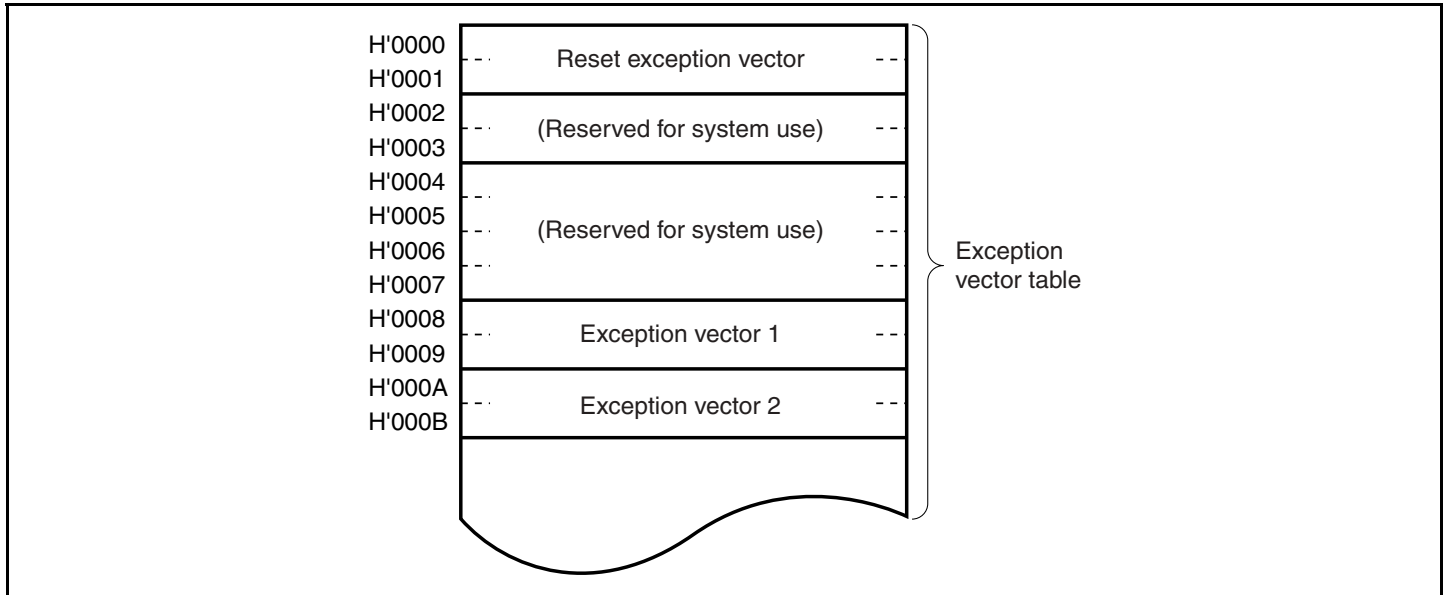 H'0000
H'0001
Reset exception vector
H'0002
H'0003
(Reserved for system use)
H'0004
H'0005
H'0006
H'0007
(Reserved for system use)
H'0008
H'0009
Exception vector 1
H'000A
H'000B
Exception vector 2
Exception
vector table